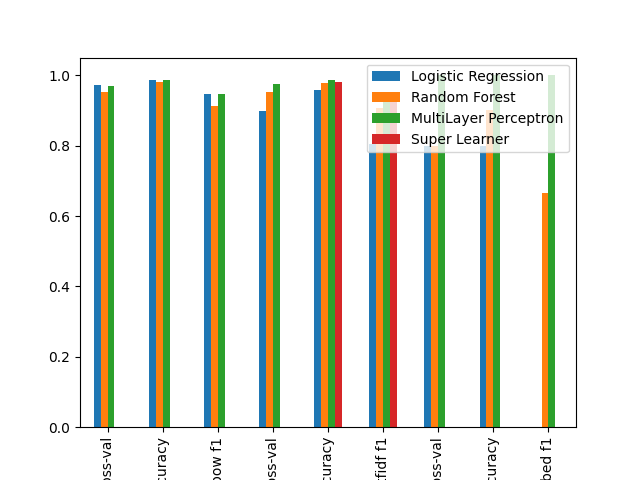 1.0
0.8
0.6
0.4
0.2
0.0
Logistic Regression
Random Forest
MultiLayer Perceptron
Super Learner
oss-val
curacy
bow f1
oss-val
curacy
fidf f1
oss-val
curacy
bed f1